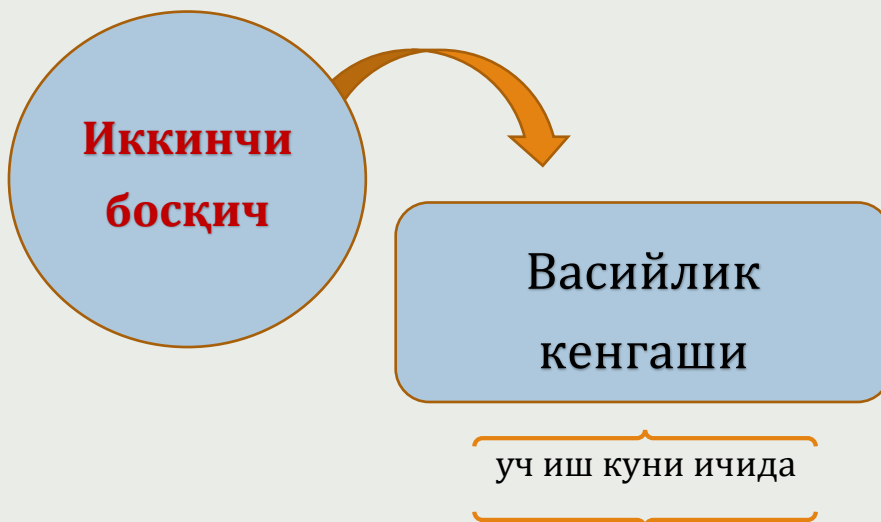 Иккинчи
босқич
Васийлик
кенгаши
уч иш куни ичида